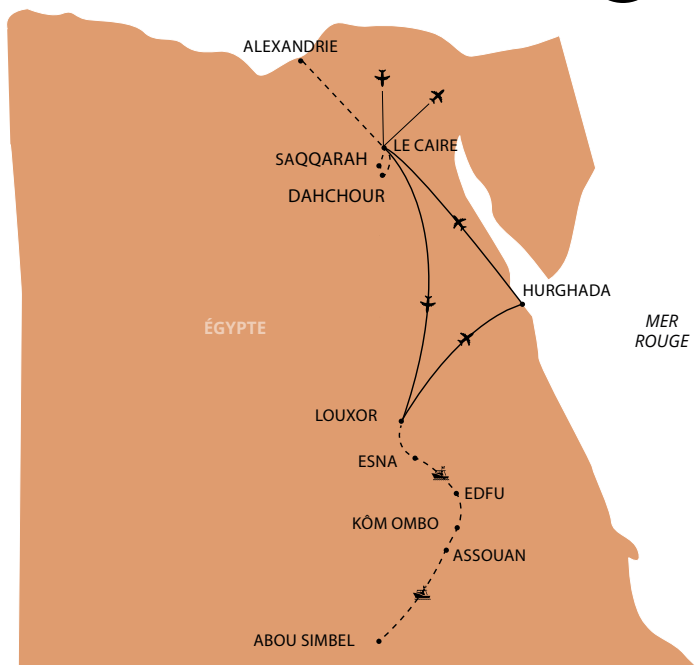 ALEXANDRIE
LE CAIRE
SAQQARAH
DAHCHOUR
HURGHADA
ÉGYPTE
MER
ROUGE
LOUXOR
ESNA
EDFU
KÔM OMBO
ASSOUAN
ABOU SIMBEL